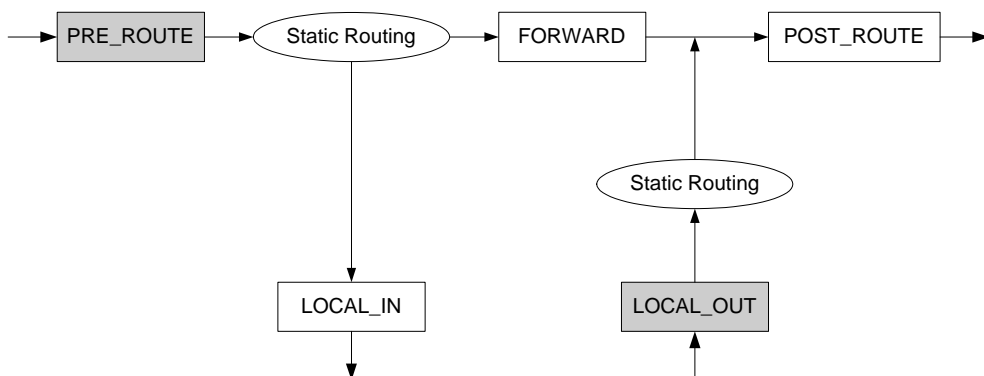 PRE_ROUTE
Static Routing
FORWARD
POST_ROUTE
Static Routing
LOCAL_IN
LOCAL_OUT